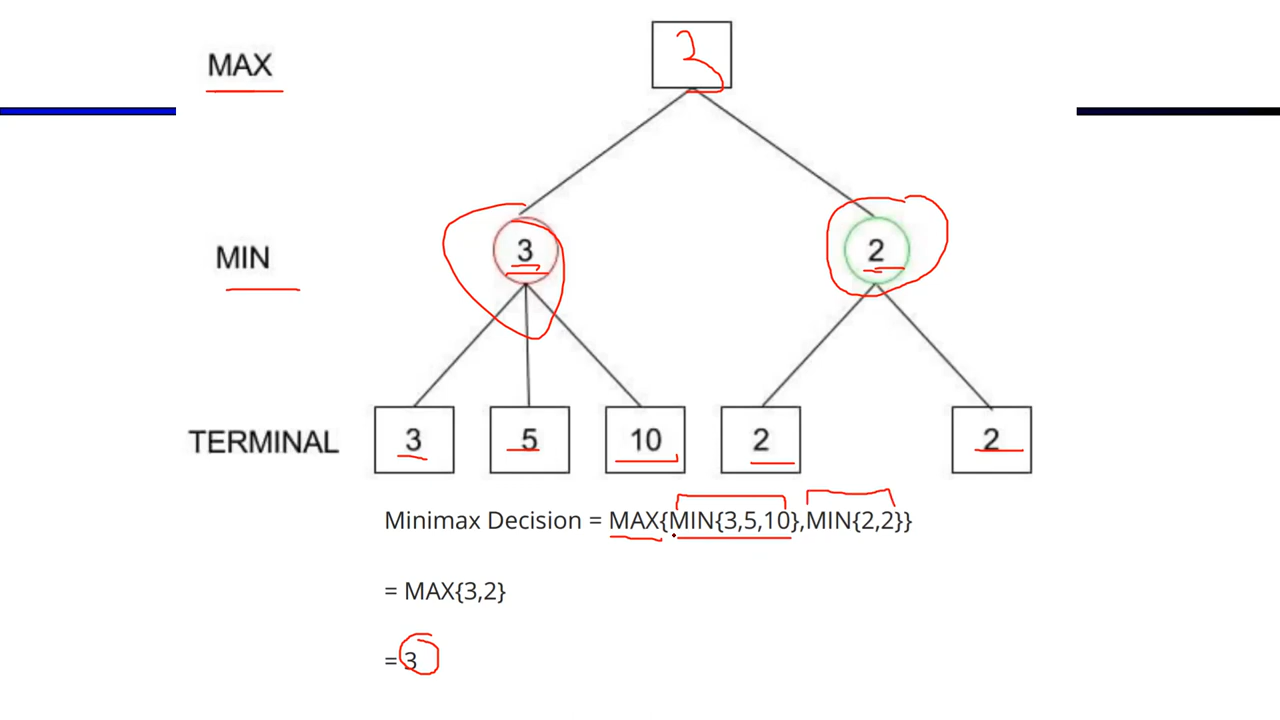 MAX
3
MIN
3
2
TERMINAL
3
5
10
2
2
Minimax Decision = MAX{MIN{3,5,10},MIN{2,2}}
= MAX{3,2}
= 3